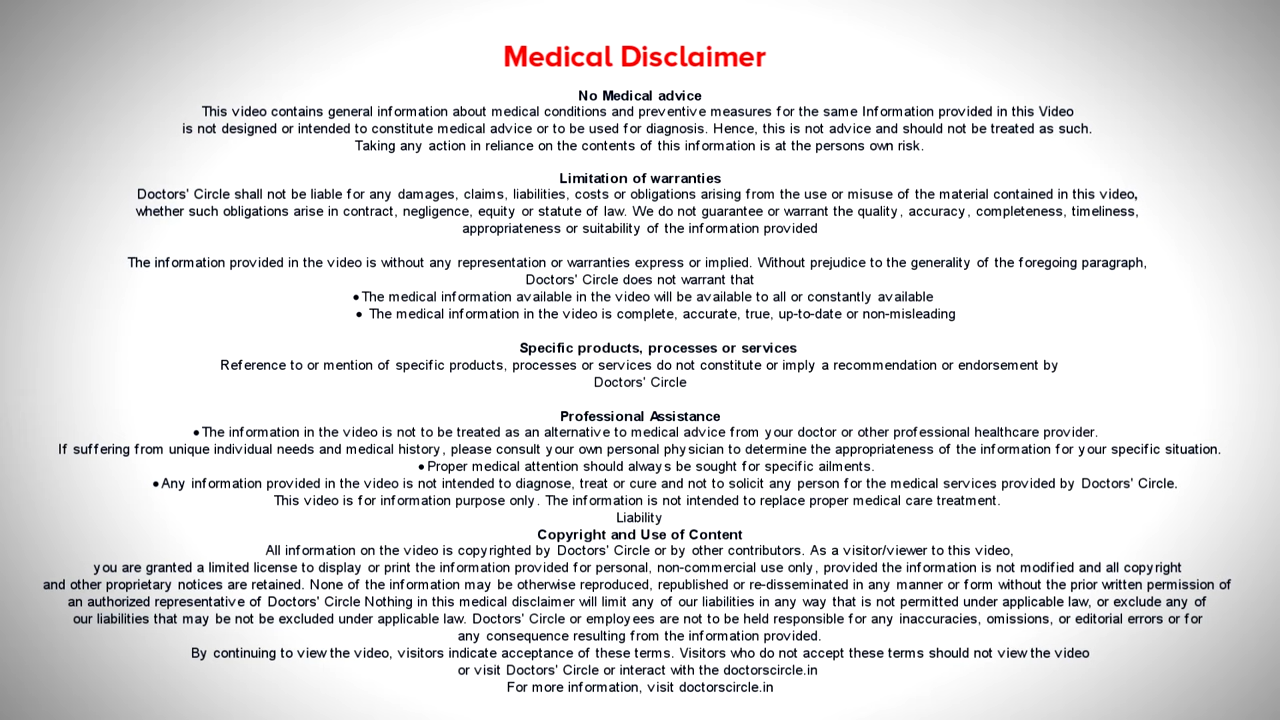 Medical Disclaimer
No Medical advice
This video contains general information about medical conditions and preventive measures for the same Information provided in this Video
is not designed or intended to constitute medical advice or to be used for diagnosis. Hence, this is not advice and should not be treated as such.
Taking any action in reliance on the contents of this information is at the persons own risk.
Limitation of warranties
Doctors' Circle shall not be liable for any damages, claims, liabilities, costs or obligations arising from the use or misuse of the material contained in this video,
whether such obligations arise in contract, negligence, equity or statute of law. We do not guarantee or warrant the quality, accuracy, completeness, timeliness,
appropriateness or suitability of the information provided
The information provided in the video is without any representation or warranties express or implied. Without prejudice to the generality of the foregoing paragraph,
Doctors' Circle does not warrant that
•The medical information available in the video will be available to all or constantly available
• The medical information in the video is complete, accurate, true, up-to-date or non-misleading
Specific products, processes or services
Reference to or mention of specific products, processes or services do not constitute or imply a recommendation or endorsement by
Doctors' Circle
Professional Assistance
•The information in the video is not to be treated as an alternative to medical advice from your doctor or other professional healthcare provider.
If suffering from unique individual needs and medical history, please consult your own personal physician to determine the appropriateness of the information for your specific situation.
•Proper medical attention should always be sought for specific ailments.
•Any information provided in the video is not intended to diagnose, treat or cure and not to solicit any person for the medical services provided by Doctors' Circle.
This video is for information purpose only. The information is not intended to replace proper medical care treatment.
Liability
Copyright and Use of Content
All information on the video is copyrighted by Doctors' Circle or by other contributors. As a visitor/viewer to this video,
you are granted a limited license to display or print the information provided for personal, non-commercial use only, provided the information is not modified and all copyright
and other proprietary notices are retained. None of the information may be otherwise reproduced, republished or re-disseminated in any manner or form without the prior written permission of
an authorized representative of Doctors' Circle Nothing in this medical disclaimer will limit any of our liabilities in any way that is not permitted under applicable law, or exclude any of
our liabilities that may be not be excluded under applicable law. Doctors' Circle or employees are not to be held responsible for any inaccuracies, omissions, or editorial errors or for
any consequence resulting from the information provided.
By continuing to view the video, visitors indicate acceptance of these terms. Visitors who do not accept these terms should not view the video
or visit Doctors' Circle or interact with the doctorscircle.in
For more information, visit doctorscircle.in